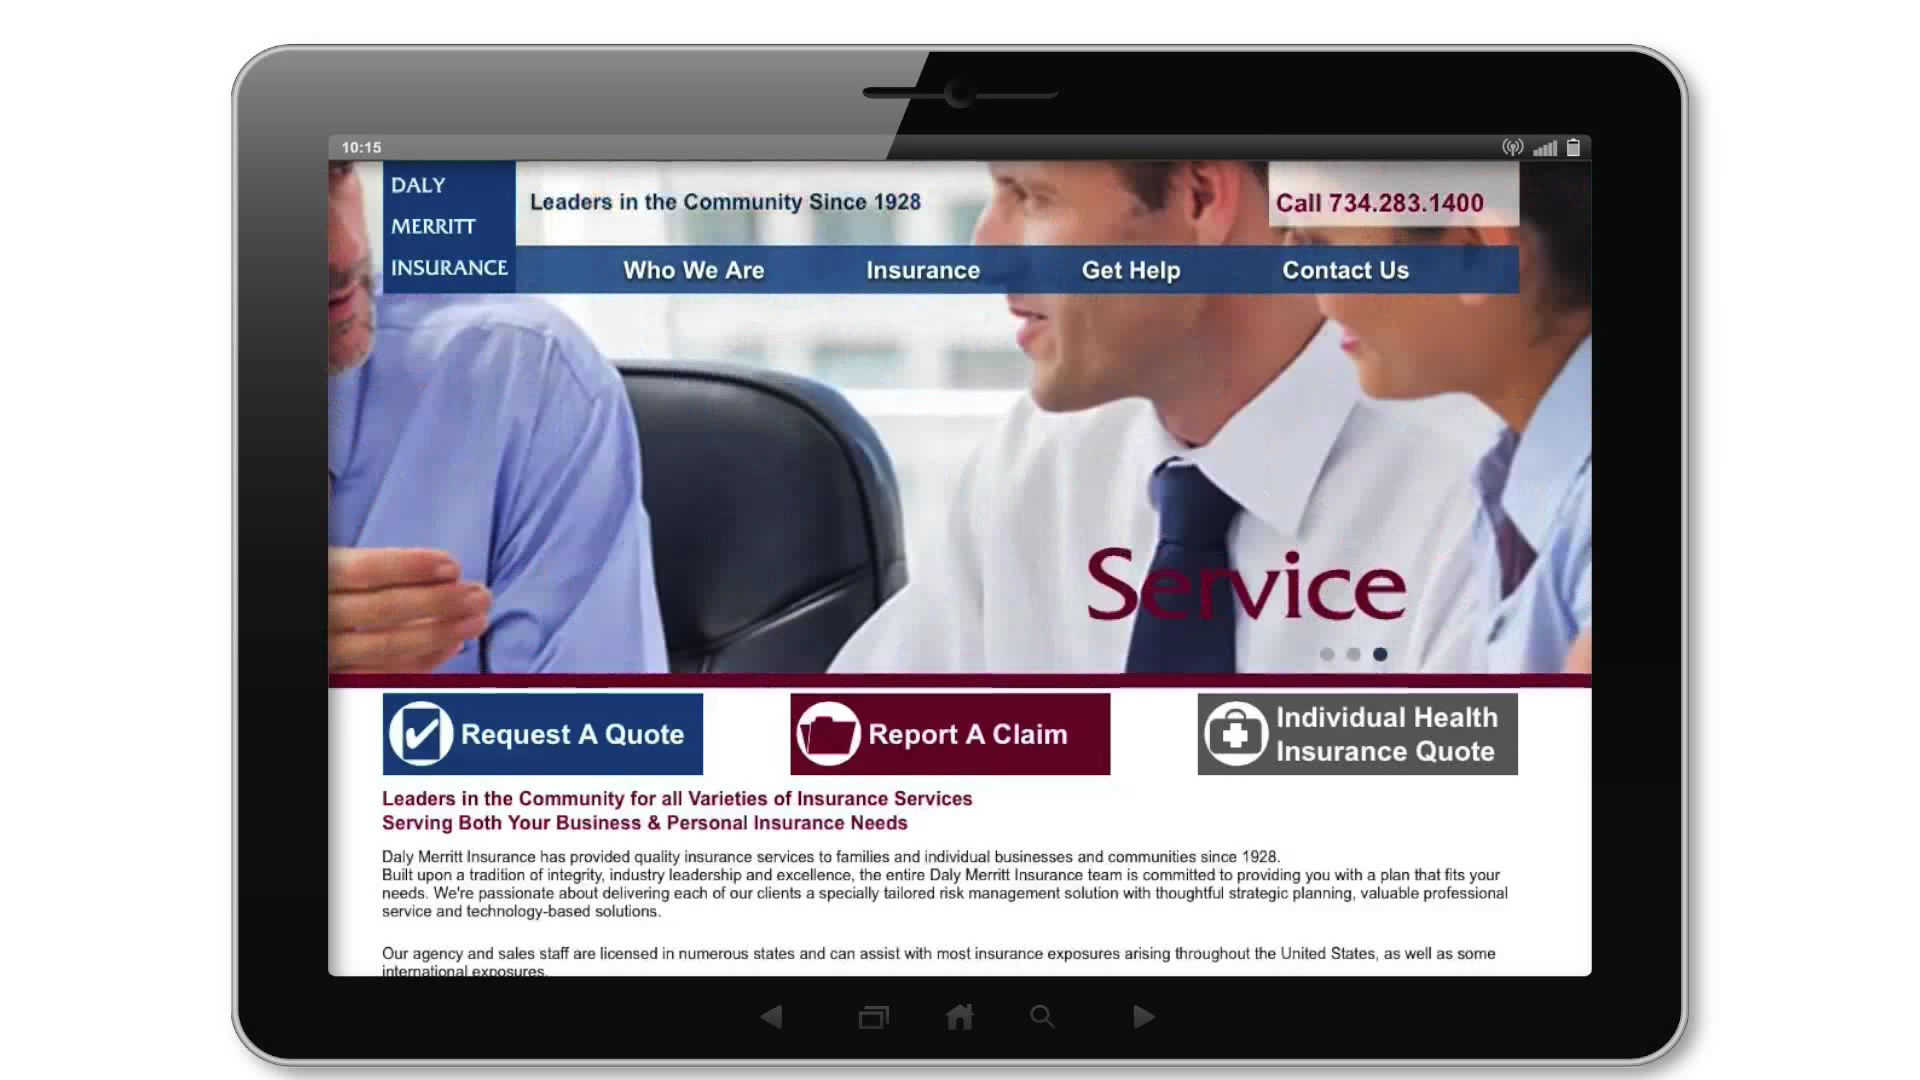 10:15
DALY
MERRITT
INSURANCE
Leaders in the Community Since 1928
Call 734.283.1400
Who We Are
Insurance
Get Help
Contact Us
Service
Request A Quote
Report A Claim
Individual Health
Insurance Quote
Leaders in the Community for all Varieties of Insurance Services
Serving Both Your Business & Personal Insurance Needs
Daly Merritt Insurance has provided quality insurance services to families and individual businesses and communities since 1928.
Built upon a tradition of integrity, industry leadership and excellence, the entire Daly Merritt Insurance team is committed to providing you with a plan that fits your
needs. We're passionate about delivering each of our clients a specially tailored risk management solution with thoughtful strategic planning, valuable professional
service and technology-based solutions.
Our agency and sales staff are licensed in numerous states and can assist with most insurance exposures arising throughout the United States, as well as some
international exposures.